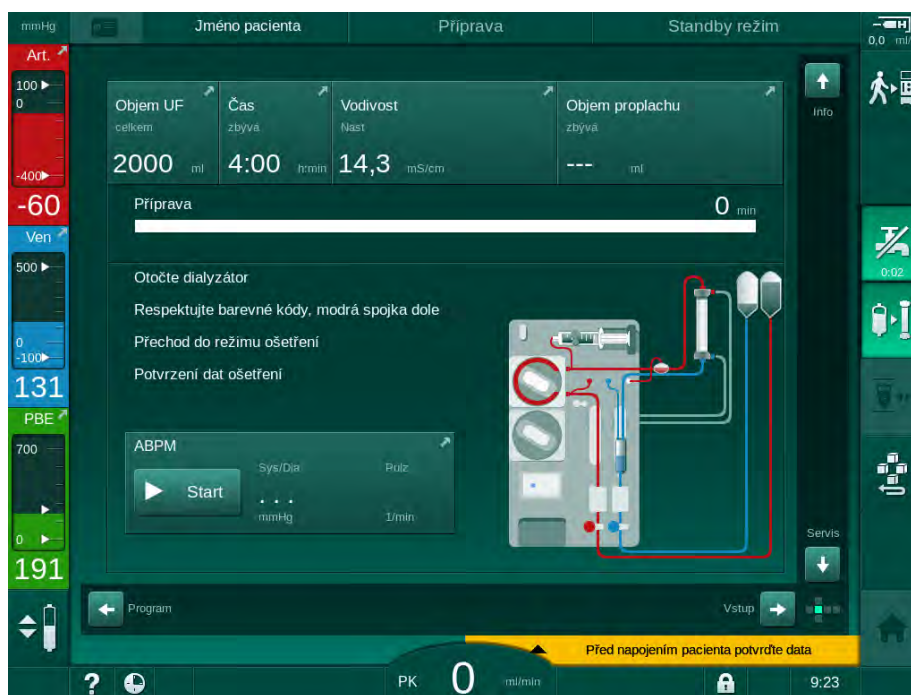 mmHg
Jméno pacienta
Příprava
Standby režim
H
0,0 ml/
Art.
100
0
-400
-60
Ven
500
0
-100
131
PBE
700
0
191
Objem UF
celkem
2000 ml
Čas
zbývá
4:00 h:min
Vodivost
Nast
14,3 mS/cm
Objem proplachu
zbývá
--- ml
Info
Příprava
0 min
Otočte dialyzátor
Respektujte barevné kódy, modrá spojka dole
Přechod do režimu ošetření
Potvrzení dat ošetření
ABPM
Start
Sys/Dia
. . .
mmHg
Pulz
1/min
0:02
Servis
Program
Vstup
Před napojením pacienta potvrďte data
?
PK 0 ml/min
9:23